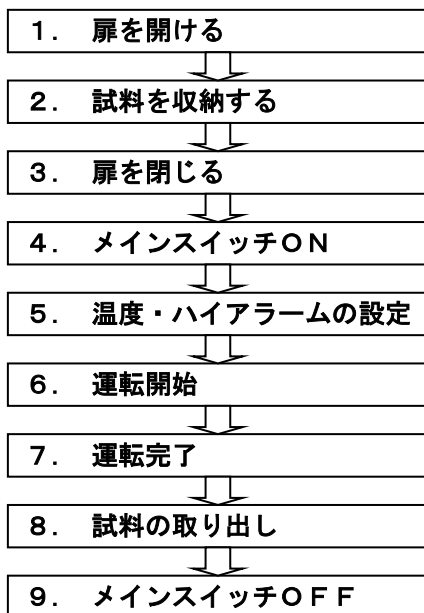 １．　扉を開ける
２．　試料を収納する
３．　扉を閉じる
４．　メインスイッチＯＮ
５．　温度・ハイアラームの設定
６．　運転開始
７．　運転完了
８．　試料の取り出し
９．　メインスイッチＯＦＦ